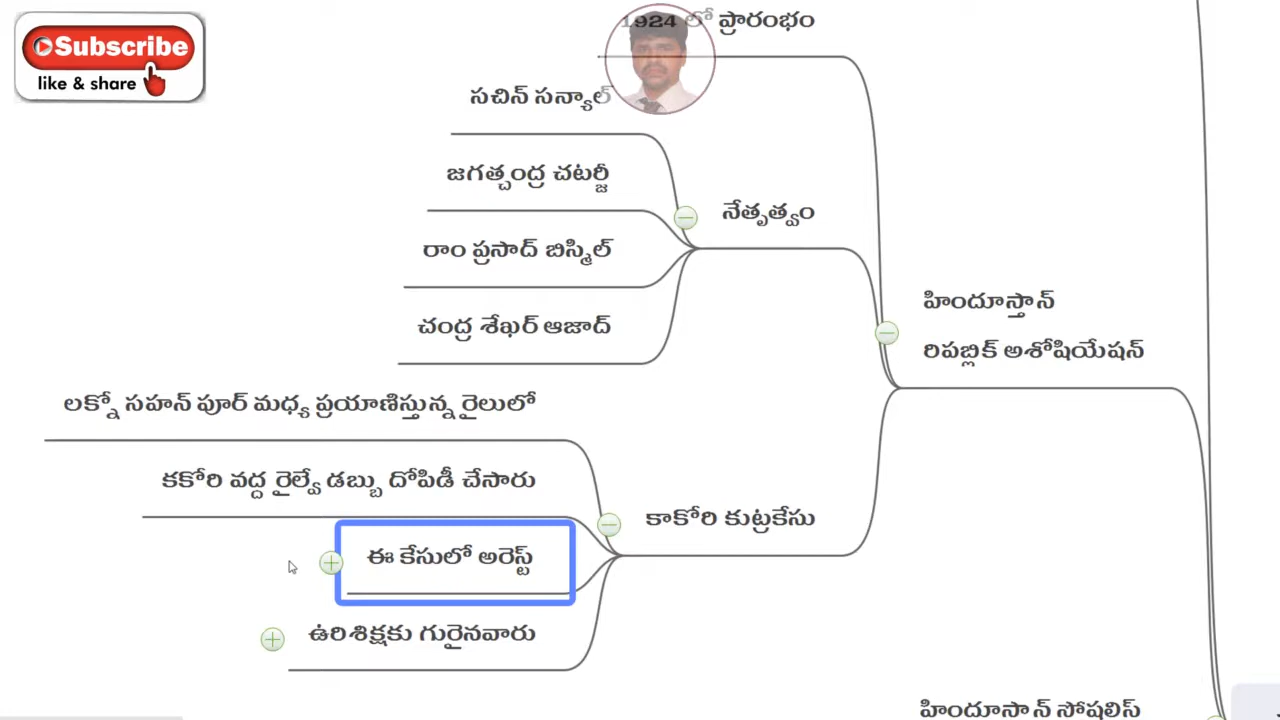 Subscribe
like & share
1924 లో ప్రారంభం
సచిన్ సన్యాల్
జగత్చంద్ర చటర్జీ
నేతృత్వం
రాం ప్రసాద్ బిస్మిల్
చంద్ర శేఖర్ ఆజాద్
హిందూస్తాన్
రిపబ్లిక్ అశోషియేషన్
లక్నో సహన్ పూర్ మధ్య ప్రయాణిస్తున్న రైలులో
కకోరి వద్ద రైల్వే డబ్బు దోపిడీ చేసారు
కాకోరి కుట్రకేసు
ఈ కేసులో అరెస్ట్
ఉరిశిక్షకు గురైనవారు
హిందూస్తాన్ సోషలిస్